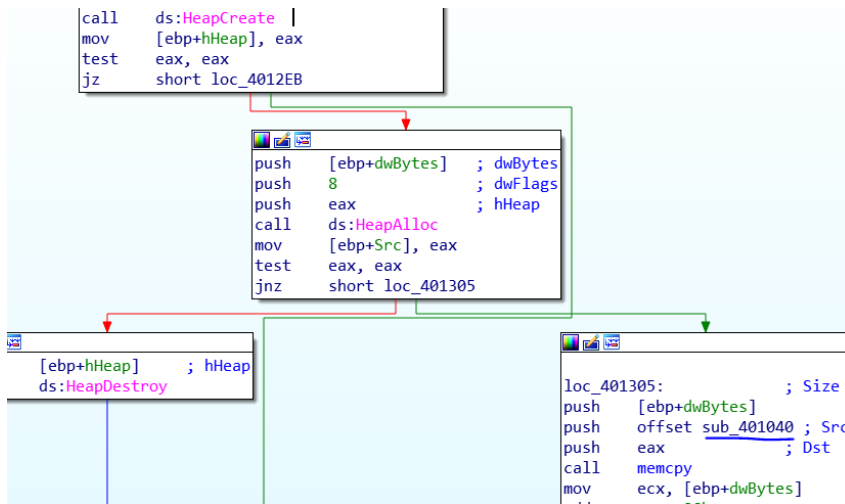 call ds:HeapCreate
mov [ebp+hHeap], eax
test eax, eax
jz short loc_4012EB
push [ebp+dwBytes] ; dwBytes
push 8 ; dwFlags
push eax ; hHeap
call ds:HeapAlloc
mov [ebp+Src], eax
test eax, eax
jnz short loc_401305
[ebp+hHeap] ; hHeap
ds:HeapDestroy
loc_401305: ; Size
push [ebp+dwBytes]
push offset sub_401040 ; Src
push eax ; Dst
call memcpy
mov ecx, [ebp+dwBytes]